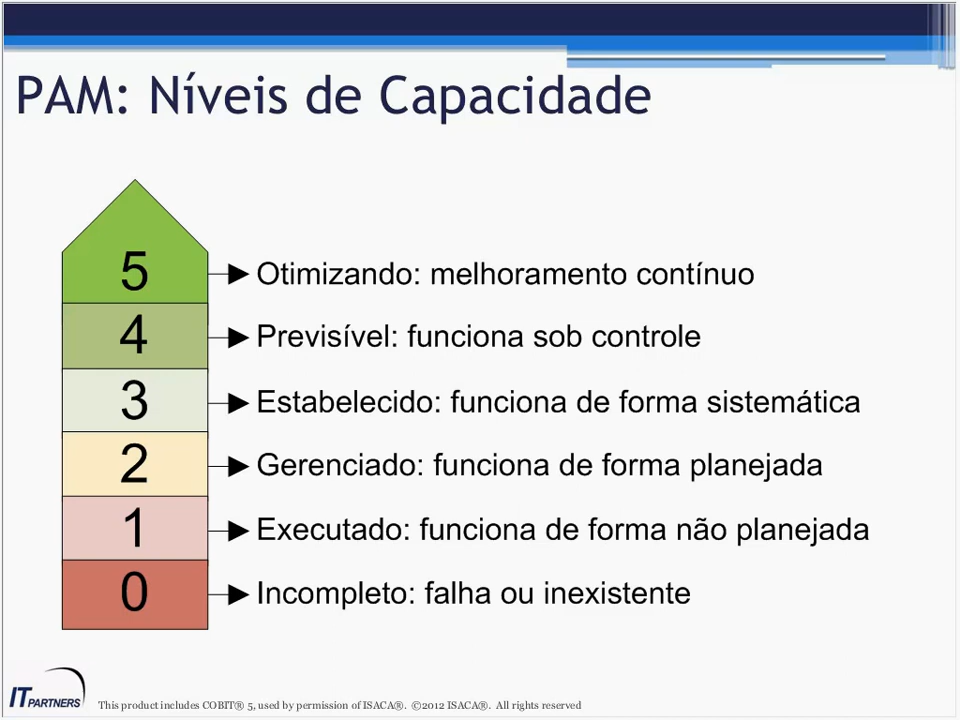 PAM: Níveis de Capacidade
5 Otimizando: melhoramento contínuo
4 Previsível: funciona sob controle
3 Estabelecido: funciona de forma sistemática
2 Gerenciado: funciona de forma planejada
1 Executado: funciona de forma não planejada
0 Incompleto: falha ou inexistente
IT PARTNERS
This product includes COBIT® 5, used by permission of ISACA®. ©2012 ISACA®. All rights reserved